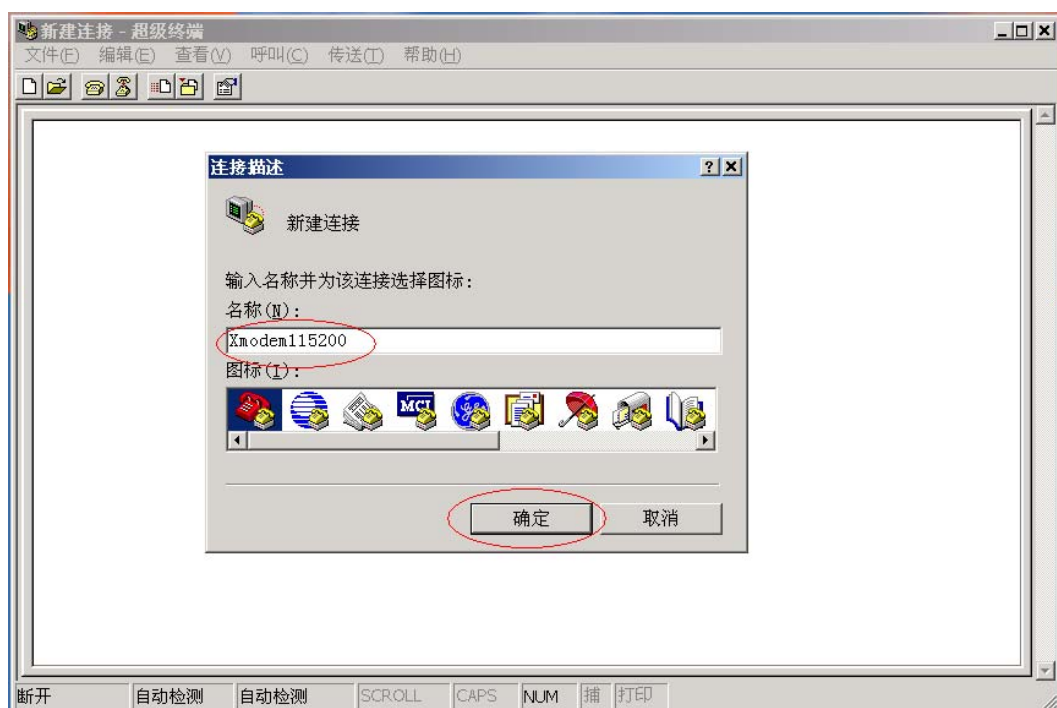 新建连接 - 超级终端
文件(F) 编辑(E) 查看(V) 呼叫(C) 传送(T) 帮助(H)
连接描述
新建连接
输入名称并为该连接选择图标:
名称(N):
Xmodem115200
图标(I):
MCI
确定 取消
断开 自动检测 自动检测 SCROLL CAPS NUM 捕 打印